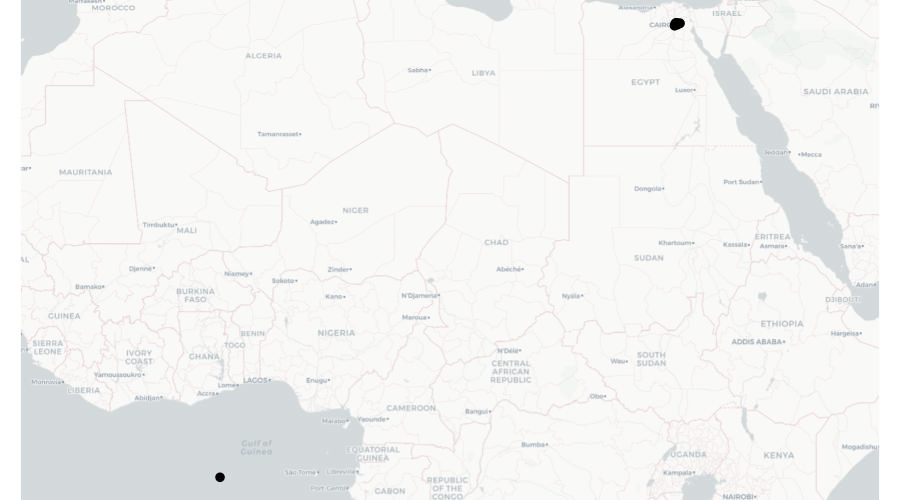 Marrakesh
MOROCCO
Alexandria
CAIRO
ISRAEL
ALGERIA
LIBYA
Sabha
EGYPT
Luxor
SAUDI ARABIA
Tamanrasset
Jeddah
Mecca
MAURITANIA
Port Sudan
Dongola
NIGER
Agadez
Timbuktu
MALI
CHAD
ERITREA
Khartoum
Kassala
Asmara
Sana'a
SUDAN
Djenné
Niamey
Zinder
Abéché
Sokoto
Bamako
BURKINA
FASO
Kano
N'Djamena
Nyala
Adan
DJIBOUTI
GUINEA
Maroua
ETHIOPIA
BENIN
NIGERIA
Hargeisa
SIERRA
LEONE
TOGO
ADDIS ABABA
IVORY
COAST
GHANA
N'Délé
SOUTH
SUDAN
Wau
CENTRAL
AFRICAN
REPUBLIC
Yamoussoukro
Monrovia
Lome
LAGOS
Enugu
LIBERIA
Accra
Abidjan
Obo
CAMEROON
Bangui
Malabo
Yaounde
Gulf of
Guinea
Bumba
Mogadishu
EQUATORIAL
GUINEA
UGANDA
KENYA
São Tomé
Libreville
Kampala
REPUBLIC
OF THE
CONGO
Port-Gentil
GABON
NAIROBI